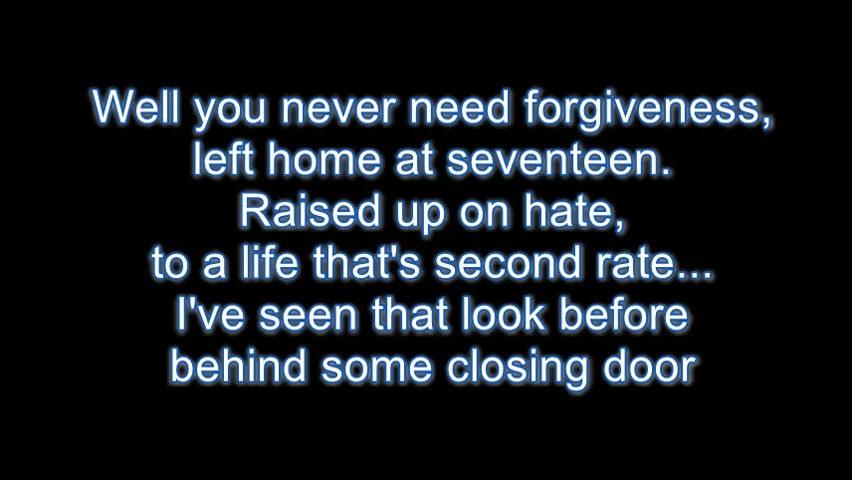 Well you never need forgiveness,
left home at seventeen.
Raised up on hate,
to a life that's second rate...
I've seen that look before
behind some closing door